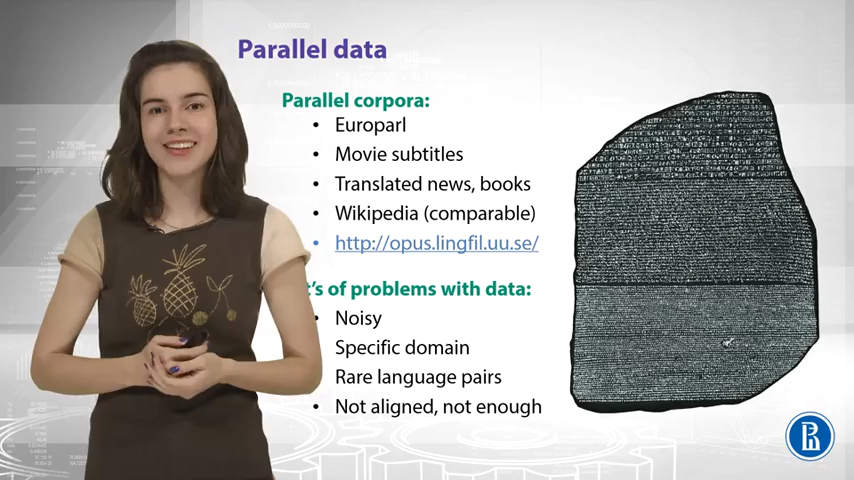 Parallel data
Parallel corpora:
• Europarl
• Movie subtitles
• Translated news, books
• Wikipedia (comparable)
• http://opus.lingfil.uu.se/
t’s of problems with data:
• Noisy
Specific domain
Rare language pairs
• Not aligned, not enough